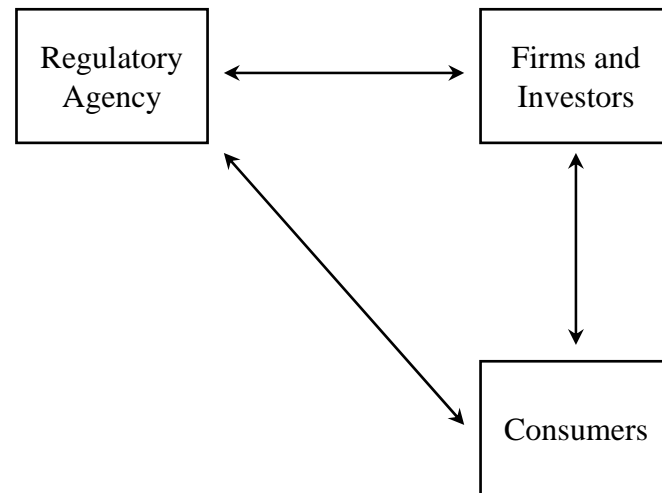 Regulatory
Agency
Firms and
Investors
Consumers